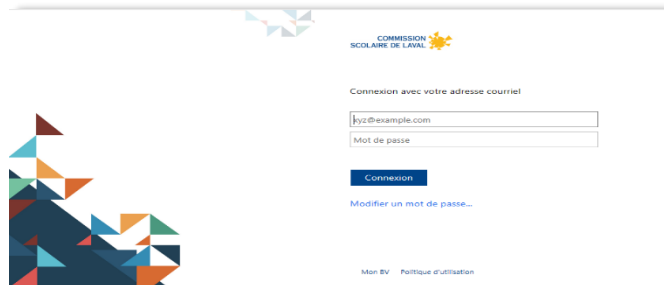 COMMISSION
SCOLAIRE DE LAVAL
Connexion avec votre adresse courriel
xyz@example.com
Mot de passe
Connexion
Modifier un mot de passe...
Mon BV Politique d'utilisation